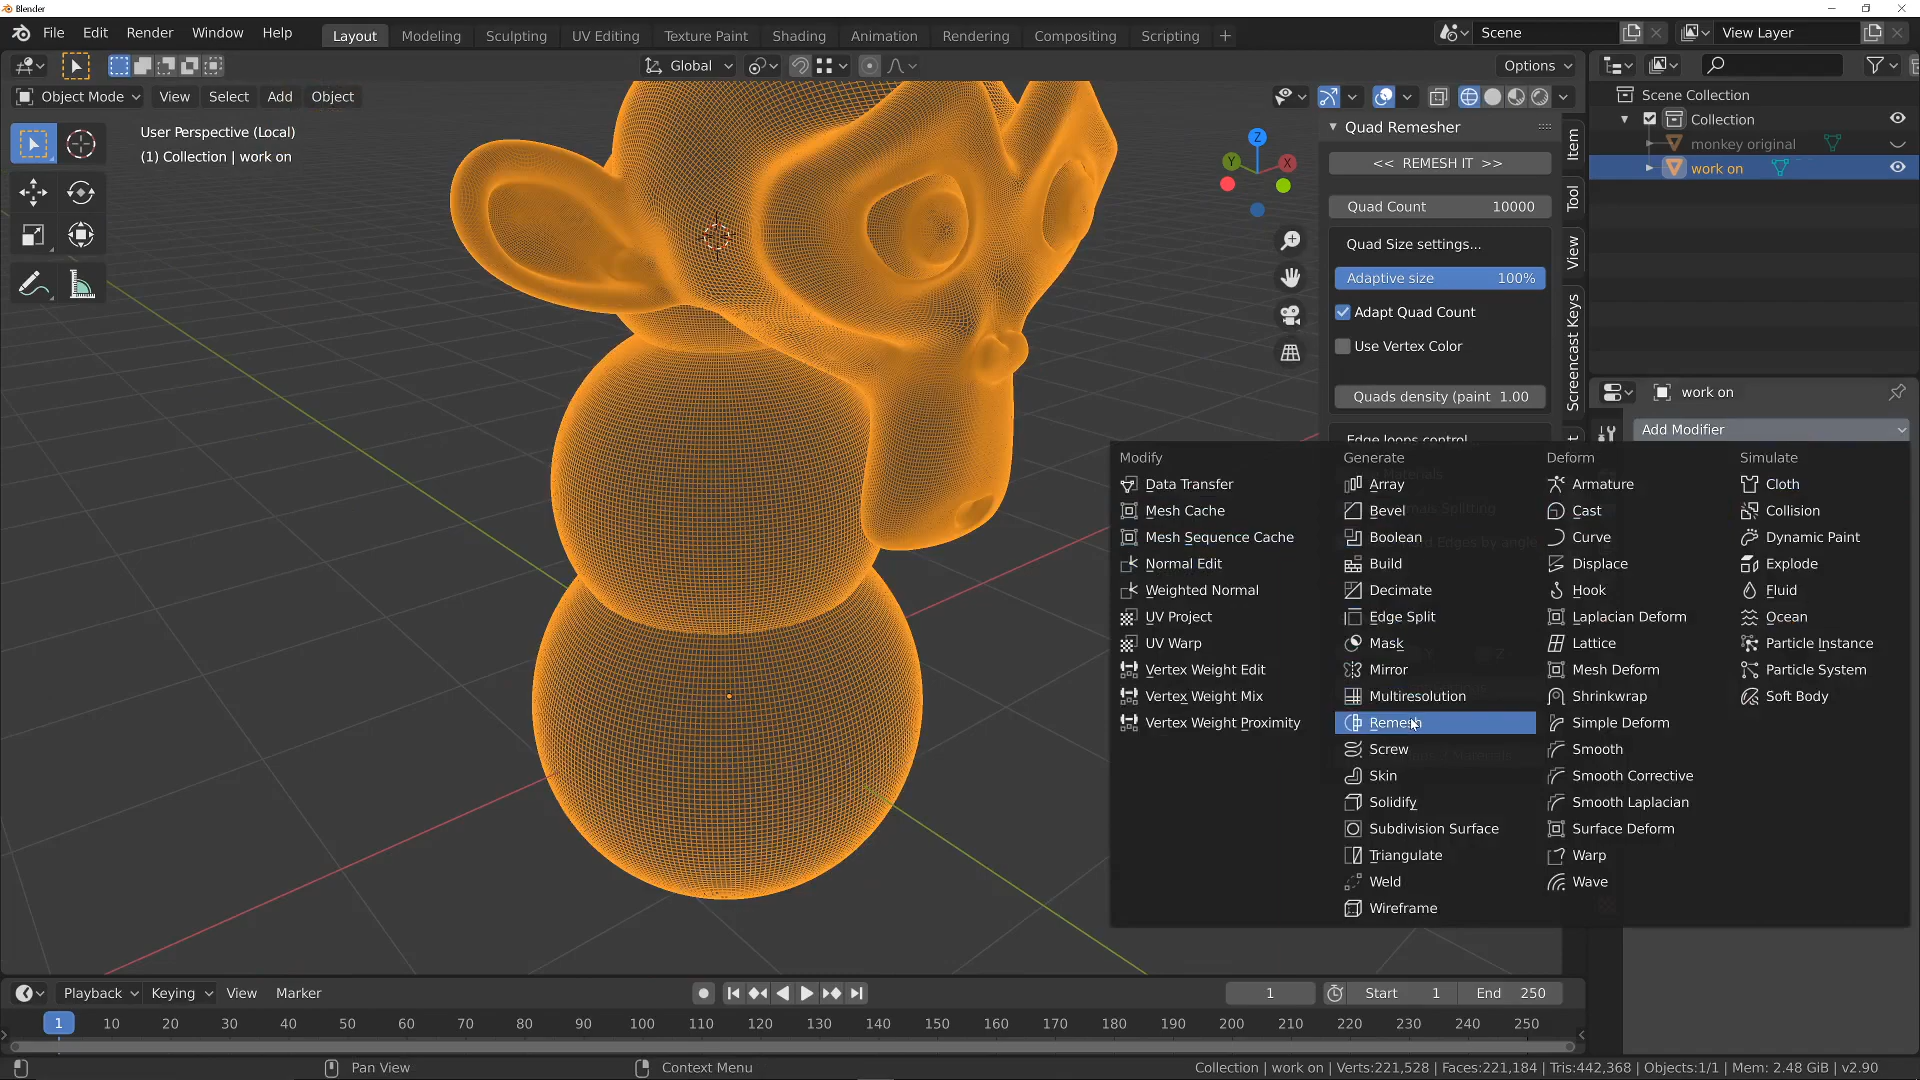 Blender
File Edit Render Window Help
Layout Modeling Sculpting UV Editing Texture Paint Shading Animation Rendering Compositing Scripting +
Scene
View Layer
Global
Options
Object Mode View Select Add Object
User Perspective (Local)
(1) Collection | work on
Z
Y
X
Quad Remesher
<< REMESH IT >>
Quad Count 10000
Quad Size settings...
Adaptive size 100%
Adapt Quad Count
Use Vertex Color
Quads density (paint 1.00
Edge loops control
Item
Tool
View
Screencast Keys
Scene Collection
Collection
monkey original
work on
work on
Add Modifier
Modify
Data Transfer
Mesh Cache
Mesh Sequence Cache
Normal Edit
Weighted Normal
UV Project
UV Warp
Vertex Weight Edit
Vertex Weight Mix
Vertex Weight Proximity
Generate
Array
Bevel
Boolean
Build
Decimate
Edge Split
Mask
Mirror
Multiresolution
Remesh
Screw
Skin
Solidify
Subdivision Surface
Triangulate
Weld
Wireframe
Deform
Armature
Cast
Curve
Displace
Hook
Laplacian Deform
Lattice
Mesh Deform
Shrinkwrap
Simple Deform
Smooth
Smooth Corrective
Smooth Laplacian
Surface Deform
Warp
Wave
Simulate
Cloth
Collision
Dynamic Paint
Explode
Fluid
Ocean
Particle Instance
Particle System
Soft Body
Playback Keying View Marker
1
Start 1
End 250
1 10 20 30 40 50 60 70 80 90 100 110 120 130 140 150 160 170 180 190 200 210 220 230 240 250
Pan View
Context Menu
Collection | work on | Verts:221,528 | Faces:221,184 | Tris:442,368 | Objects:1/1 | Mem: 2.48 GiB | v2.90